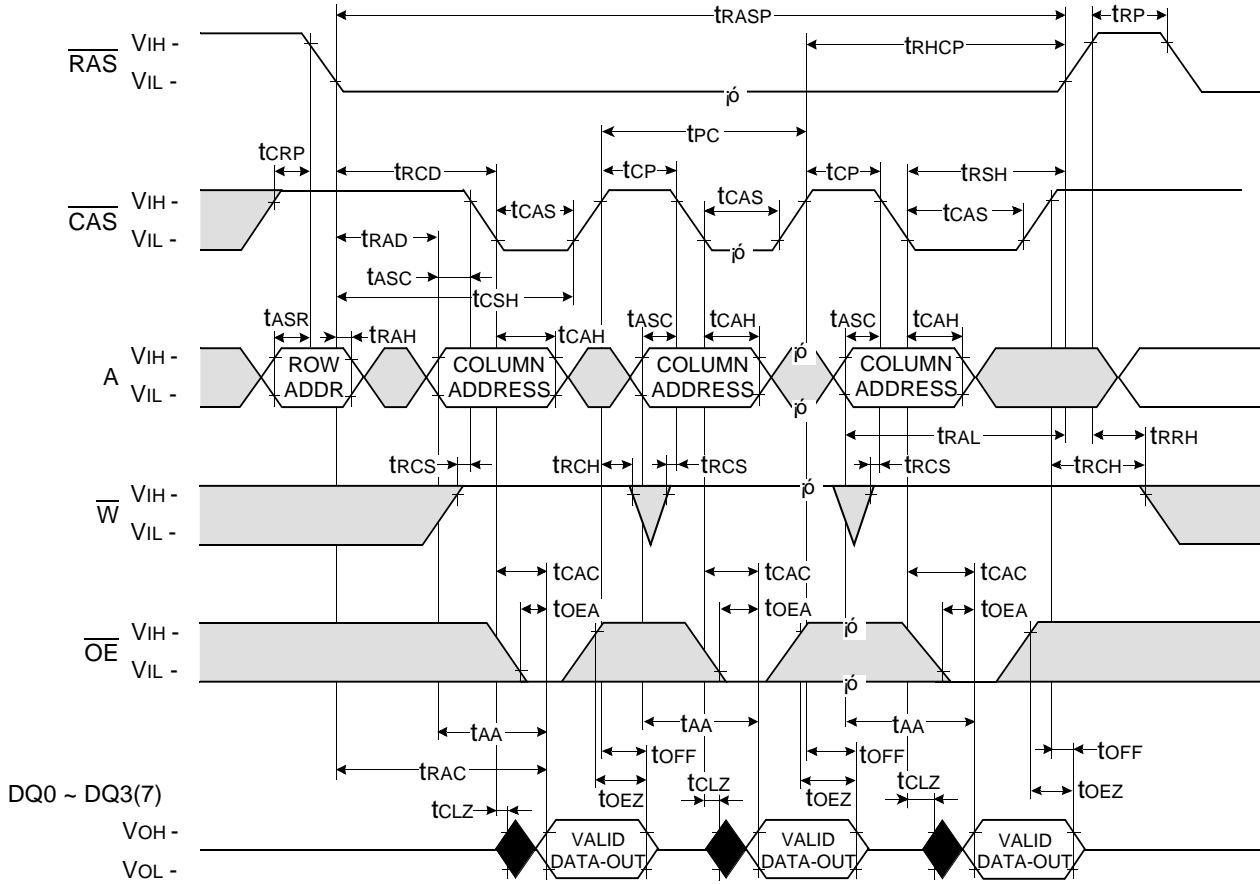 tRASP
tRP
VIH -
tRHCP
RAS
VIL -
¡ó
tPC
tCRP
tRCD
tCP
tCP
tRSH
VIH -
tCAS
tCAS
tCAS
CAS
VIL -
tRAD
¡ó
tASC
tCSH
tASR
tRAH
tCAH
tASC
tCAH
tASC
tCAH
VIH -
¡ó
A
ROW ADDR
COLUMN ADDRESS
COLUMN ADDRESS
COLUMN ADDRESS
VIL -
¡ó
tRAL
tRRH
tRCS
tRCH
tRCS
tRCS
tRCH
VIH -
¡ó
W
VIL -
tCAC
tCAC
tCAC
tOEA
tOEA
tOEA
VIH -
¡ó
OE
VIL -
¡ó
tAA
tAA
tAA
tOFF
tOFF
tOFF
tRAC
DQ0 ~ DQ3(7)
tCLZ
tOEZ
tCLZ
tOEZ
tCLZ
tOEZ
VOH -
VALID DATA-OUT
VALID DATA-OUT
VALID DATA-OUT
VOL -